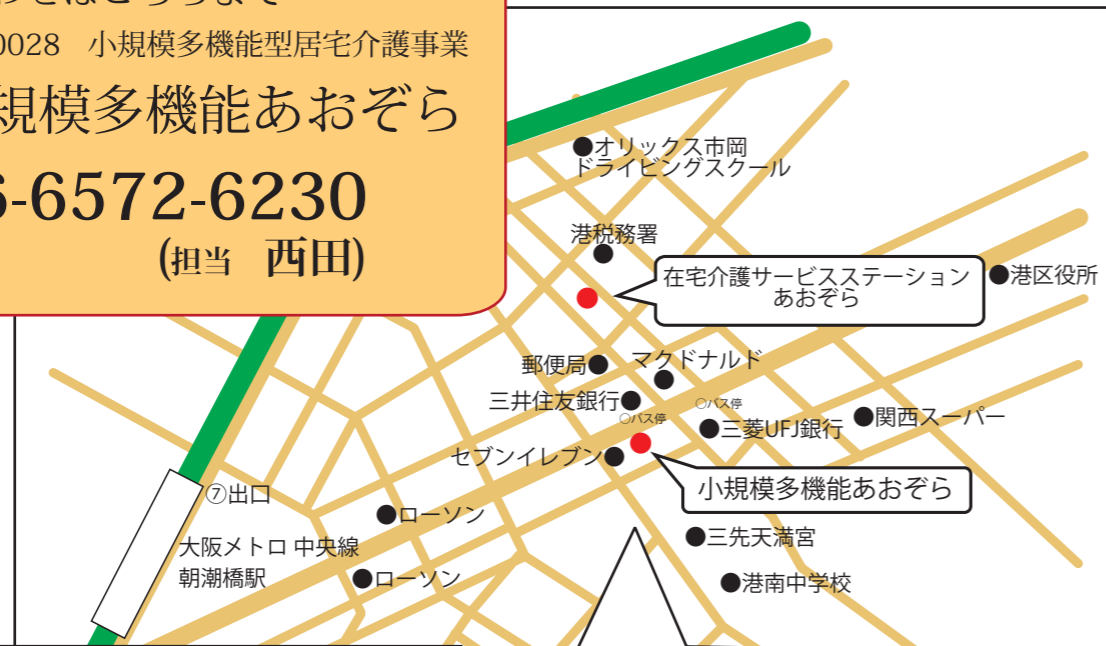 0028 小規模多機能型居宅介護事業
規模多機能あおぞら
6-6572-6230
(担当 西田)
●オリックス市岡
ドライビングスクール
港税務署
在宅介護サービスステーション
あおぞら
●港区役所
郵便局●
マクドナルド
三井住友銀行●
○バス停
○バス停
●三菱UFJ銀行
●関西スーパー
セブンイレブン●
小規模多機能あおぞら
⑦出口
●ローソン
大阪メトロ 中央線
朝潮橋駅
●ローソン
●三先天満宮
●港南中学校